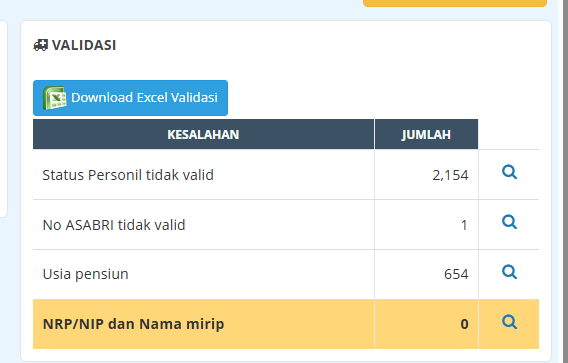 VALIDASI
Download Excel Validasi
KESALAHAN JUMLAH
Status Personil tidak valid 2,154
No ASABRI tidak valid 1
Usia pensiun 654
NRP/NIP dan Nama mirip 0